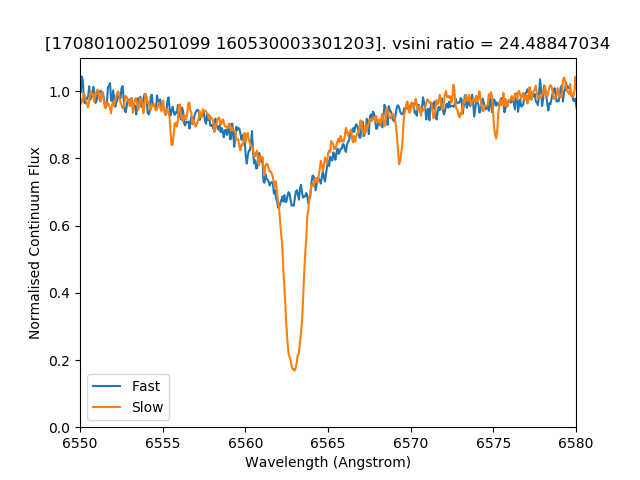 [170801002501099 160530003301203]. vsini ratio = 24.48847034
1.0
0.8
0.6
0.4
0.2
0.0
Normalised Continuum Flux
Fast
Slow
6550 6555 6560 6565 6570 6575 6580
Wavelength (Angstrom)